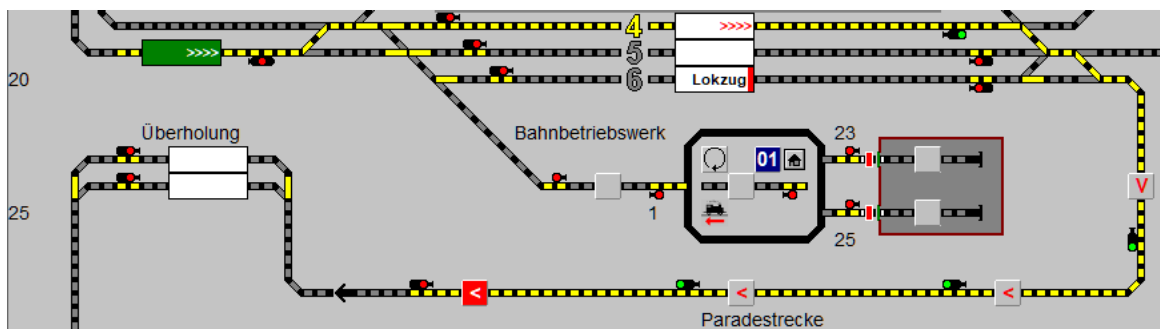 4
>>>>
>>>>
5
6
Lokzug
20
Überholung
Bahnbetriebswerk
23
01
V
25
1
25
<
<
<
Paradestrecke